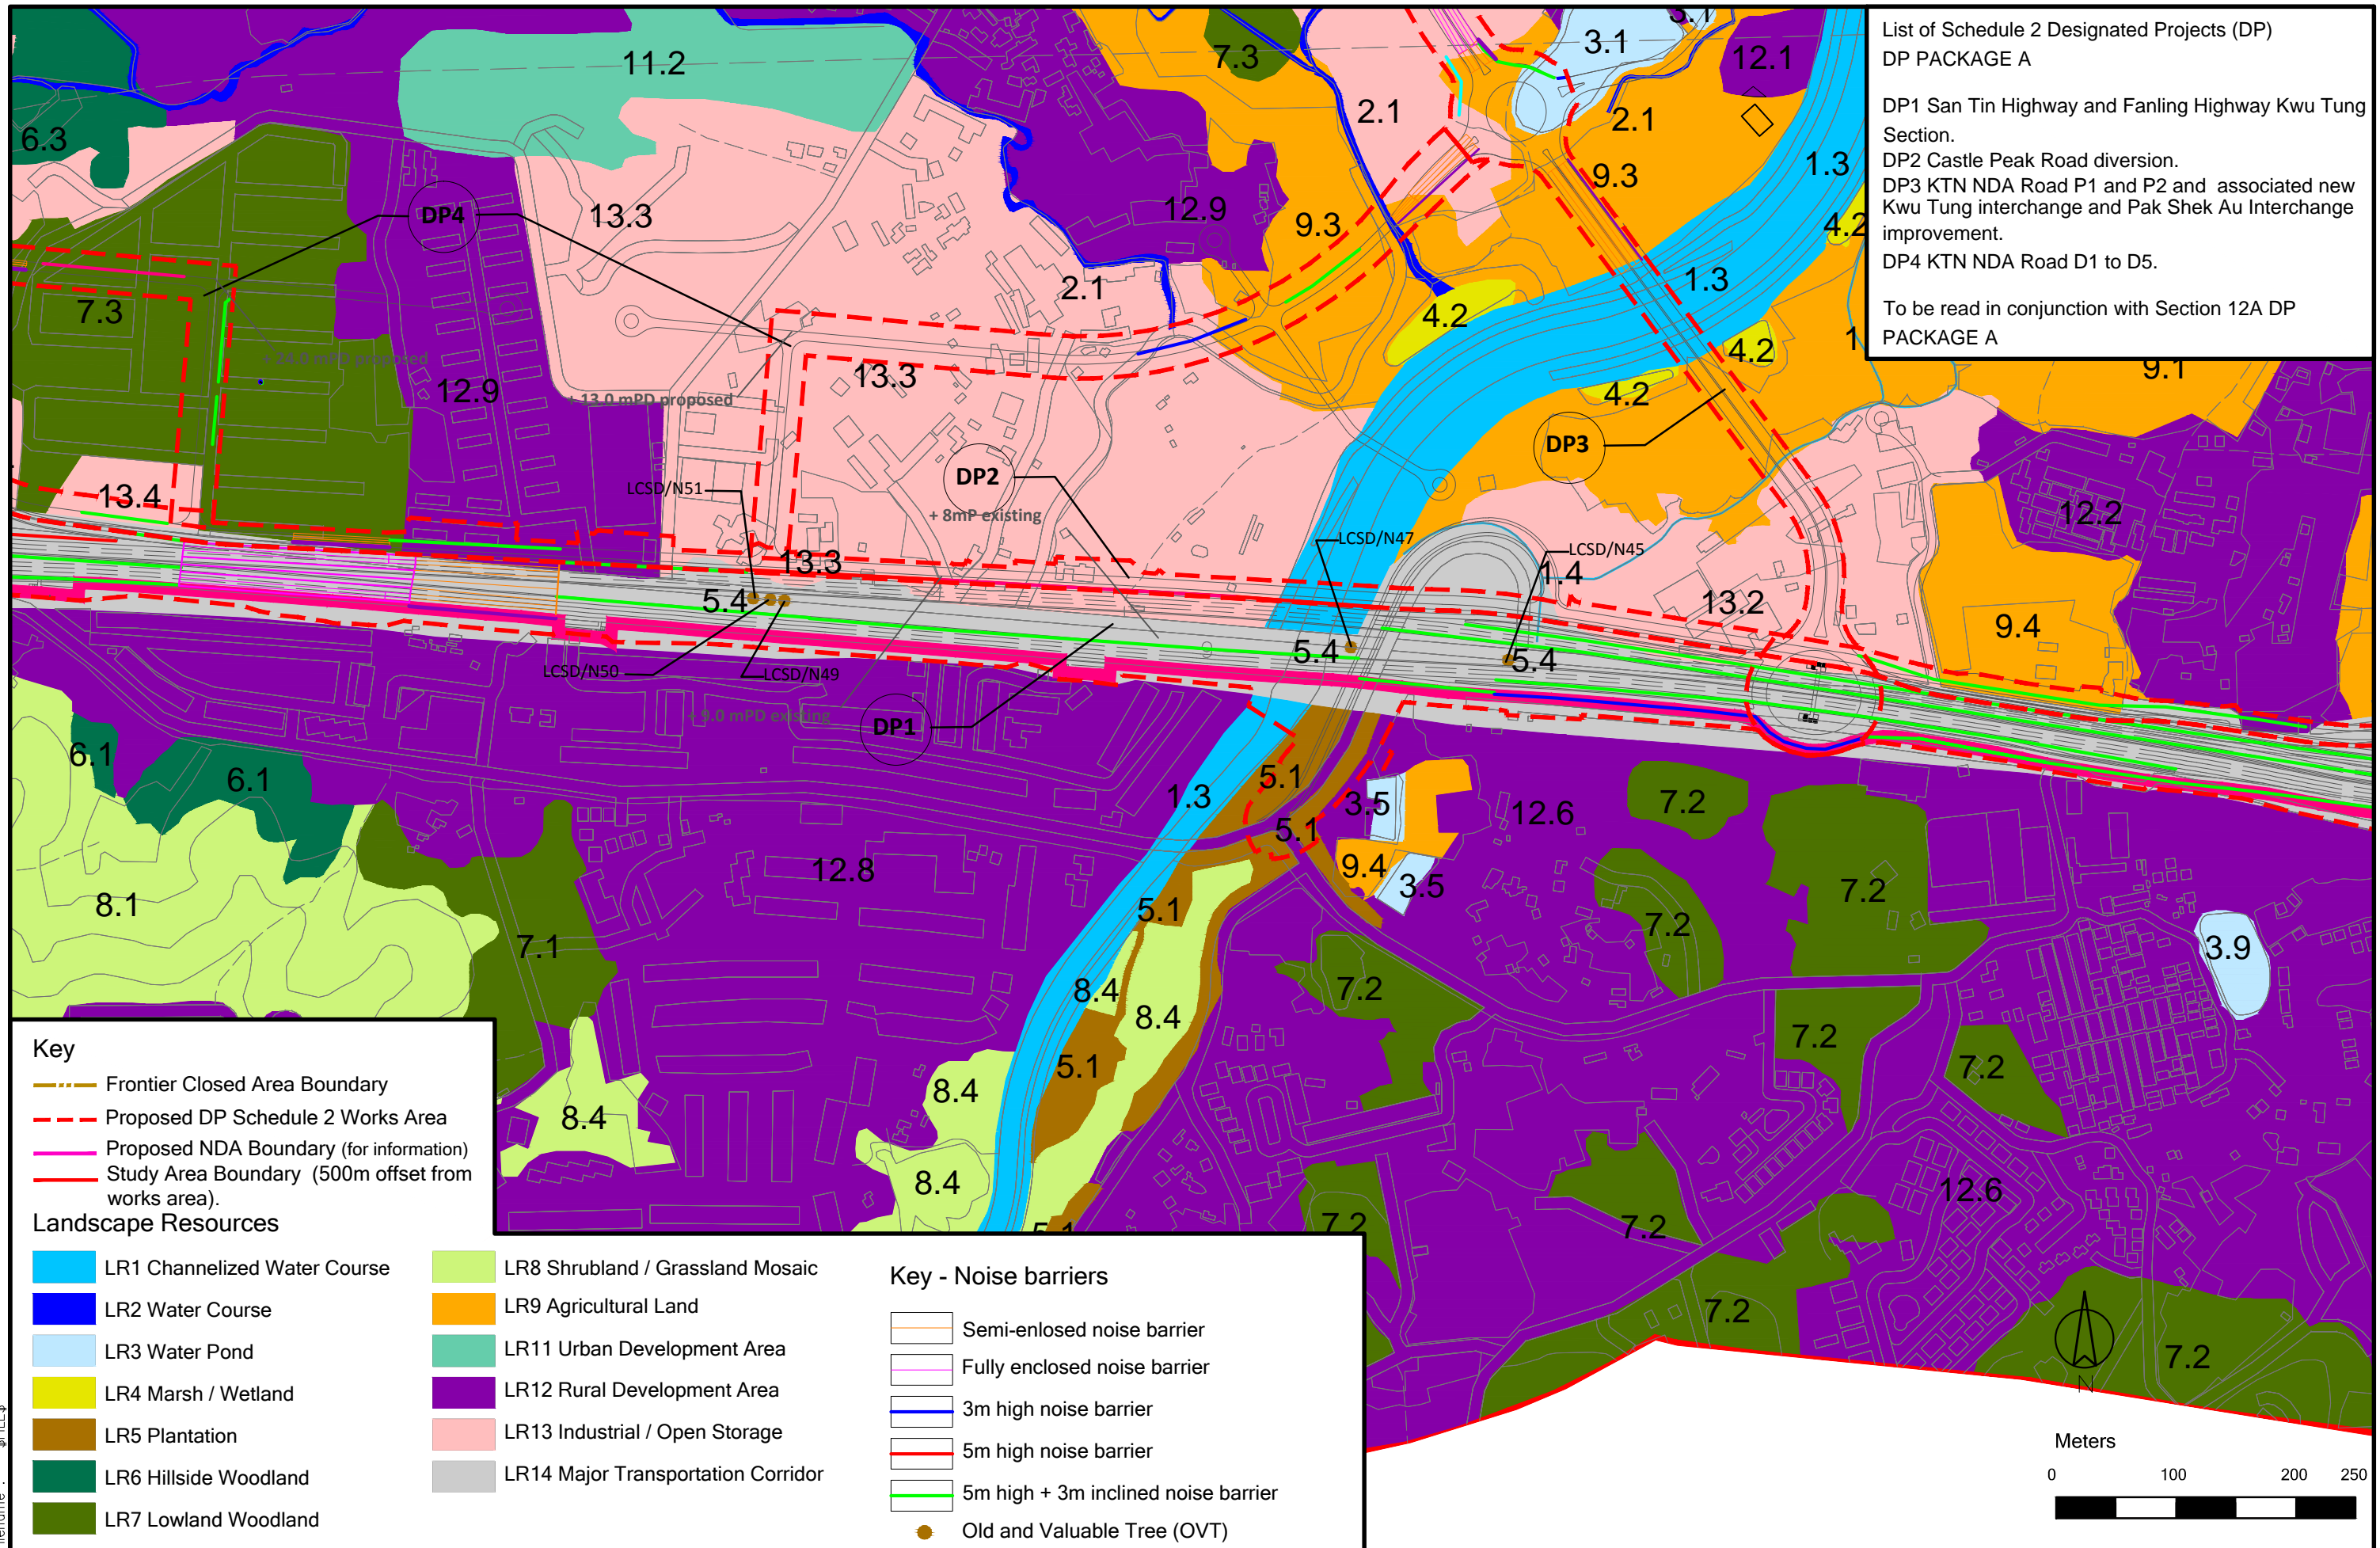 List of Schedule 2 Designated Projects (DP)
DP PACKAGE A
DP1 San Tin Highway and Fanling Highway Kwu Tung
Section.
DP2 Castle Peak Road diversion.
DP3 KTN NDA Road P1 and P2 and associated new
Kwu Tung interchange and Pak Shek Au Interchange
improvement.
DP4 KTN NDA Road D1 to D5.
To be read in conjunction with Section 12A DP
PACKAGE A
11.2
7.3
3.1
3.1
12.1
6.3
2.1
2.1
1.3
9.3
DP4
13.3
12.9
9.3
4.2
7.3
2.1
1.3
4.2
+ 24.0 mPD proposed
12.9
+ 13.0 mPD proposed
13.3
4.2
4.2
9.1
DP3
13.4
LCSD/N51
DP2
+ 8mP existing
12.2
LCSD/N47
LCSD/N45
13.3
1.4
5.4
13.2
9.4
5.4
5.4
LCSD/N50
LCSD/N49
+ 9.0 mPD existing
DP1
6.1
6.1
5.1
1.3
3.5
12.6
7.2
5.1
12.8
9.4
3.5
7.2
8.1
5.1
7.2
7.1
3.9
8.4
7.2
8.4
7.2
5.1
7.2
8.4
8.4
8.4
12.6
7.2
7.2
5.1
7.2
7.2
Key
Frontier Closed Area Boundary
Proposed DP Schedule 2 Works Area
Proposed NDA Boundary (for information)
Study Area Boundary (500m offset from
works area).
Landscape Resources
LR1 Channelized Water Course
LR2 Water Course
LR3 Water Pond
LR4 Marsh / Wetland
LR5 Plantation
LR6 Hillside Woodland
LR7 Lowland Woodland
LR8 Shrubland / Grassland Mosaic
LR9 Agricultural Land
LR11 Urban Development Area
LR12 Rural Development Area
LR13 Industrial / Open Storage
LR14 Major Transportation Corridor
Key - Noise barriers
Semi-enlosed noise barrier
Fully enclosed noise barrier
3m high noise barrier
5m high noise barrier
5m high + 3m inclined noise barrier
Old and Valuable Tree (OVT)
N
Meters
0 100 200 250